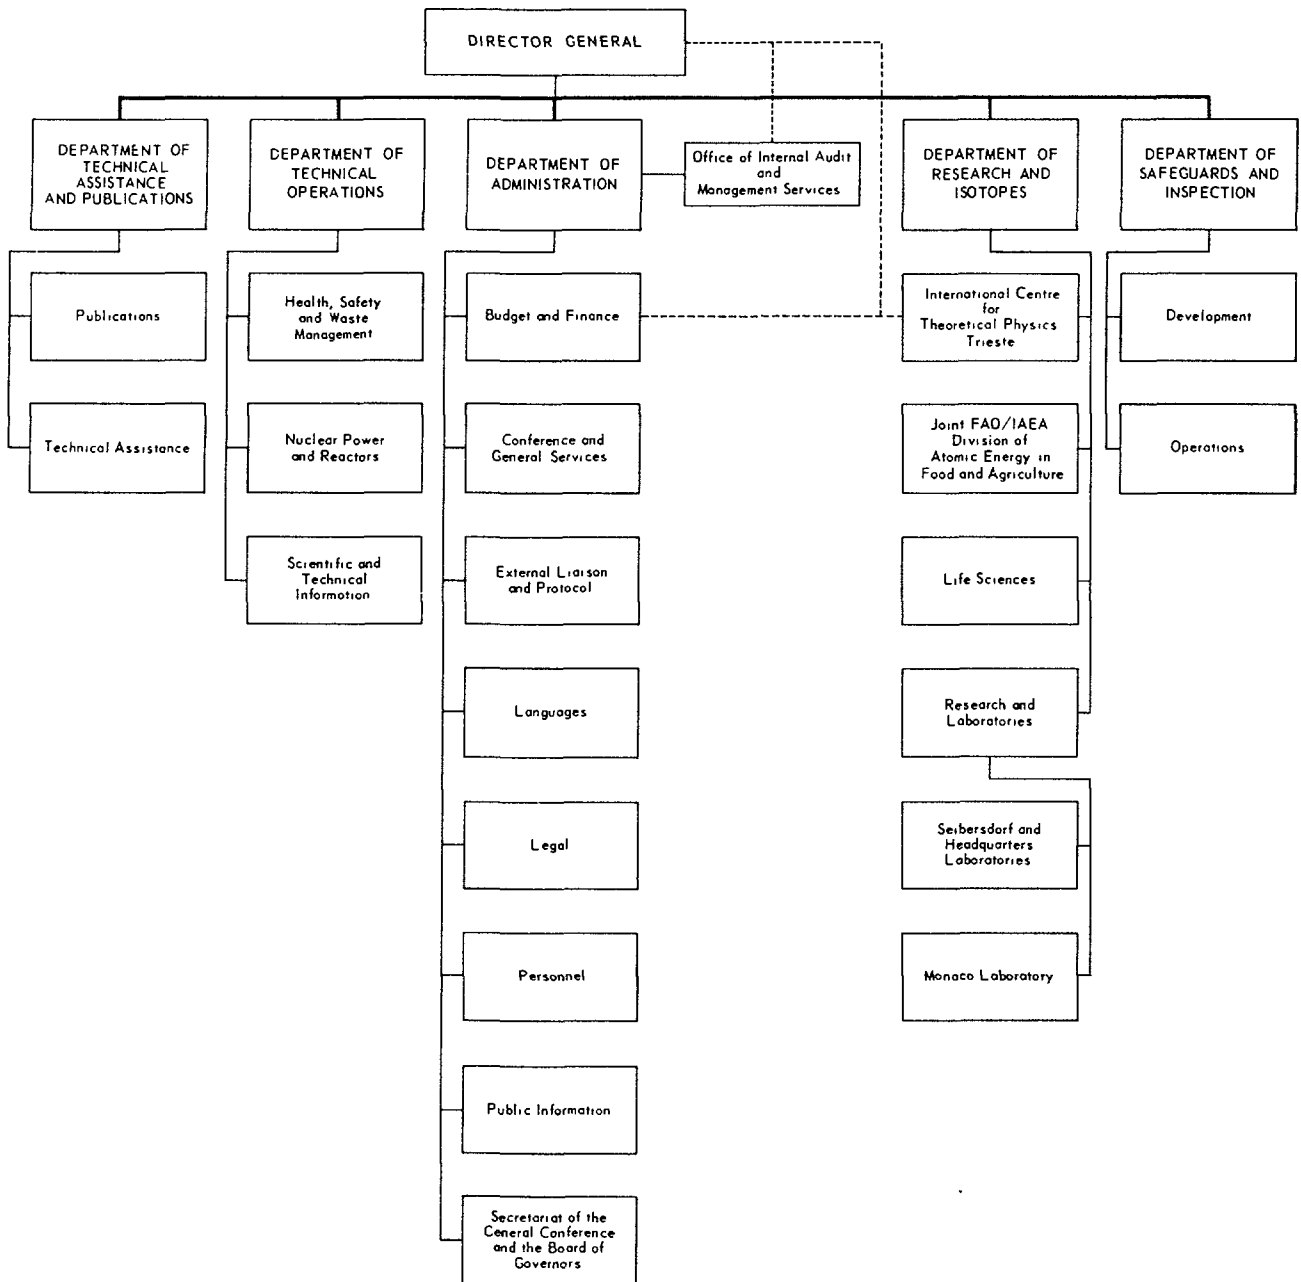 DIRECTOR GENERAL
DEPARTMENT OF
TECHNICAL
ASSISTANCE
AND PUBLICATIONS
DEPARTMENT OF
TECHNICAL
OPERATIONS
DEPARTMENT OF
ADMINISTRATION
Office of Internal Audit
and
Management Services
DEPARTMENT OF
RESEARCH AND
ISOTOPES
DEPARTMENT OF
SAFEGUARDS AND
INSPECTION
Publications
Health, Safety
and Waste
Management
Budget and Finance
International Centre
for
Theoretical Physics
Trieste
Development
Technical Assistance
Nuclear Power
and Reactors
Conference and
General Services
Joint FAO/IAEA
Division of
Atomic Energy in
Food and Agriculture
Operations
Scientific and
Technical
Information
External Liaison
and Protocol
Life Sciences
Languages
Research and
Laboratories
Legal
Seibersdorf and
Headquarters
Laboratories
Personnel
Monaco Laboratory
Public Information
Secretariat of the
General Conference
and the Board of
Governors